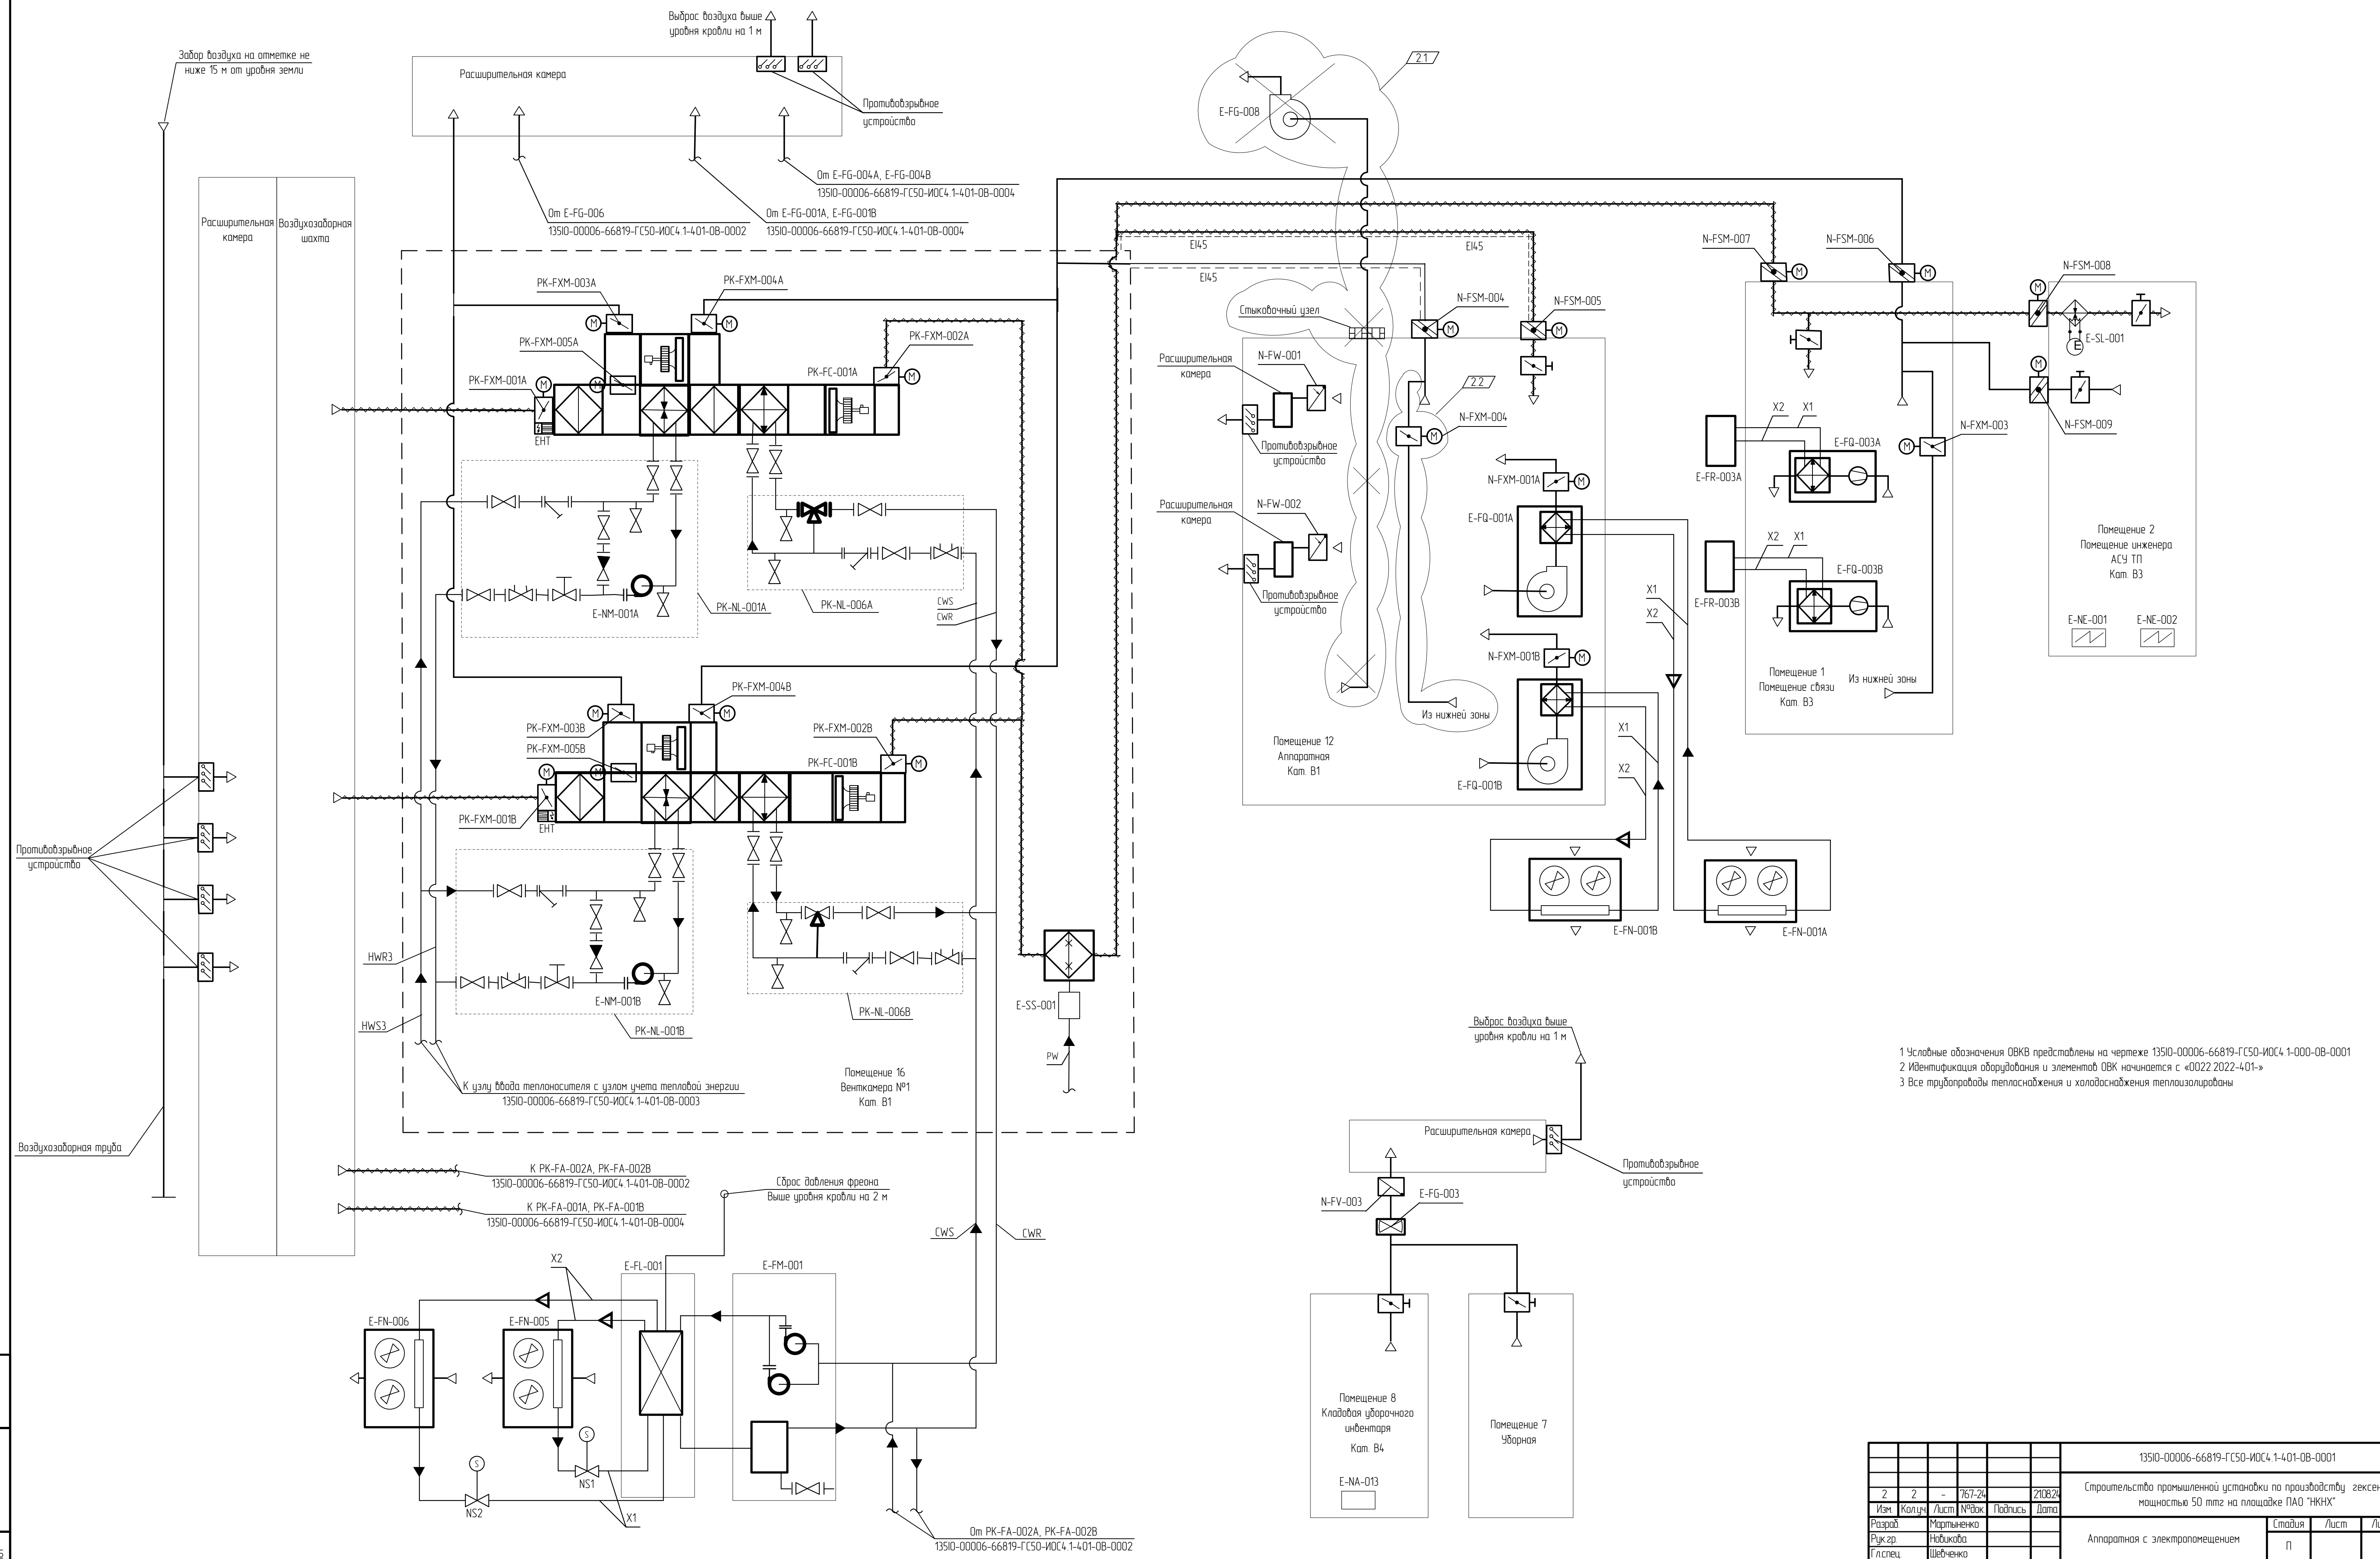 Выброс воздуха выше
уровня кровли на 1 м
Забор воздуха на отметке не
ниже 15 м от уровня земли
Расширительная камера
Противовзрывное
устройство
2.1
E-FG-008
От E-FG-004A, E-FG-004B
135IO-00006-66819-ГС50-ИОС4.1-401-ОВ-0004
От E-FG-006
135IO-00006-66819-ГС50-ИОС4.1-401-ОВ-0002
От E-FG-001A, E-FG-001B
135IO-00006-66819-ГС50-ИОС4.1-401-ОВ-0004
Расширительная
камера
Воздухозаборная
шахта
EI45
EI45
EI45
N-FSM-007
N-FSM-006
N-FSM-008
PK-FXM-003A
PK-FXM-004A
M
M
PK-FXM-005A
PK-FXM-002A
PK-FXM-001A
PK-FC-001A
M
M
M
EHT
Стыковочный узел
N-FSM-004
N-FSM-005
M
M
M
M
M
E-SL-001
E
M
N-FSM-009
Расширительная
камера
N-FW-001
Противовзрывное
устройство
2.2
N-FXM-004
M
X2
X1
E-FQ-003A
E-FR-003A
N-FXM-003
M
N-FXM-001A
M
E-FQ-001A
Расширительная
камера
N-FW-002
Противовзрывное
устройство
X2
X1
E-FQ-003B
E-FR-003B
Помещение 2
Помещение инженера
АСУ ТП
Кат. В3
E-NE-001
E-NE-002
E-NM-001A
PK-NL-001A
PK-NL-006A
CWS
CWR
X1
X2
N-FXM-001B
M
Помещение 1
Помещение связи
Кат. В3
Из нижней зоны
PK-FXM-004B
M
M
PK-FXM-003B
PK-FXM-005B
PK-FXM-002B
PK-FC-001B
M
M
M
PK-FXM-001B
EHT
Из нижней зоны
Помещение 12
Аппаратная
Кат. В1
X1
X2
E-FQ-001B
Противовзрывное
устройство
E-FN-001B
E-FN-001A
HWR3
HWS3
E-NM-001B
PK-NL-001B
PK-NL-006B
E-SS-001
PW
К узлу ввода теплоносителя с узлом учета тепловой энергии
135IO-00006-66819-ГС50-ИОС4.1-401-ОВ-0003
Помещение 16
Венткамера №1
Кат. В1
Выброс воздуха выше
уровня кровли на 1 м
1 Условные обозначения ОВКВ представлены на чертеже 135IO-00006-66819-ГС50-ИОС4.1-000-ОВ-0001
2 Идентификация оборудования и элементов ОВК начинается с «0022.2022-401-»
3 Все трубопроводы теплоснабжения и холодоснабжения теплоизолированы
Воздухозаборная труба
Расширительная камера
Противовзрывное
устройство
N-FV-003
E-FG-003
К PK-FA-002A, PK-FA-002B
135IO-00006-66819-ГС50-ИОС4.1-401-ОВ-0002
К PK-FA-001A, PK-FA-001B
135IO-00006-66819-ГС50-ИОС4.1-401-ОВ-0004
Сброс давления фреона
Выше уровня кровли на 2 м
CWS
CWR
X2
E-FL-001
E-FM-001
E-FN-006
E-FN-005
S
NS1
S
NS2
X1
От PK-FA-002A, PK-FA-002B
135IO-00006-66819-ГС50-ИОС4.1-401-ОВ-0002
Помещение 8
Кладовая уборочного
инвентаря
Кат. В4
E-NA-013
Помещение 7
Уборная
135IO-00006-66819-ГС50-ИОС4.1-401-ОВ-0001
Строительство промышленной установки по производству гексен
мощностью 50 ттг на площадке ПАО "НКНХ"
2 2 - 767-24 21.08.24
Изм. Кол.уч. Лист №док. Подпись Дата
Разраб. Мартыненко
Рук.гр. Новикова
Гл.спец. Шевченко
Аппаратная с электропомещением
Стадия Лист
П